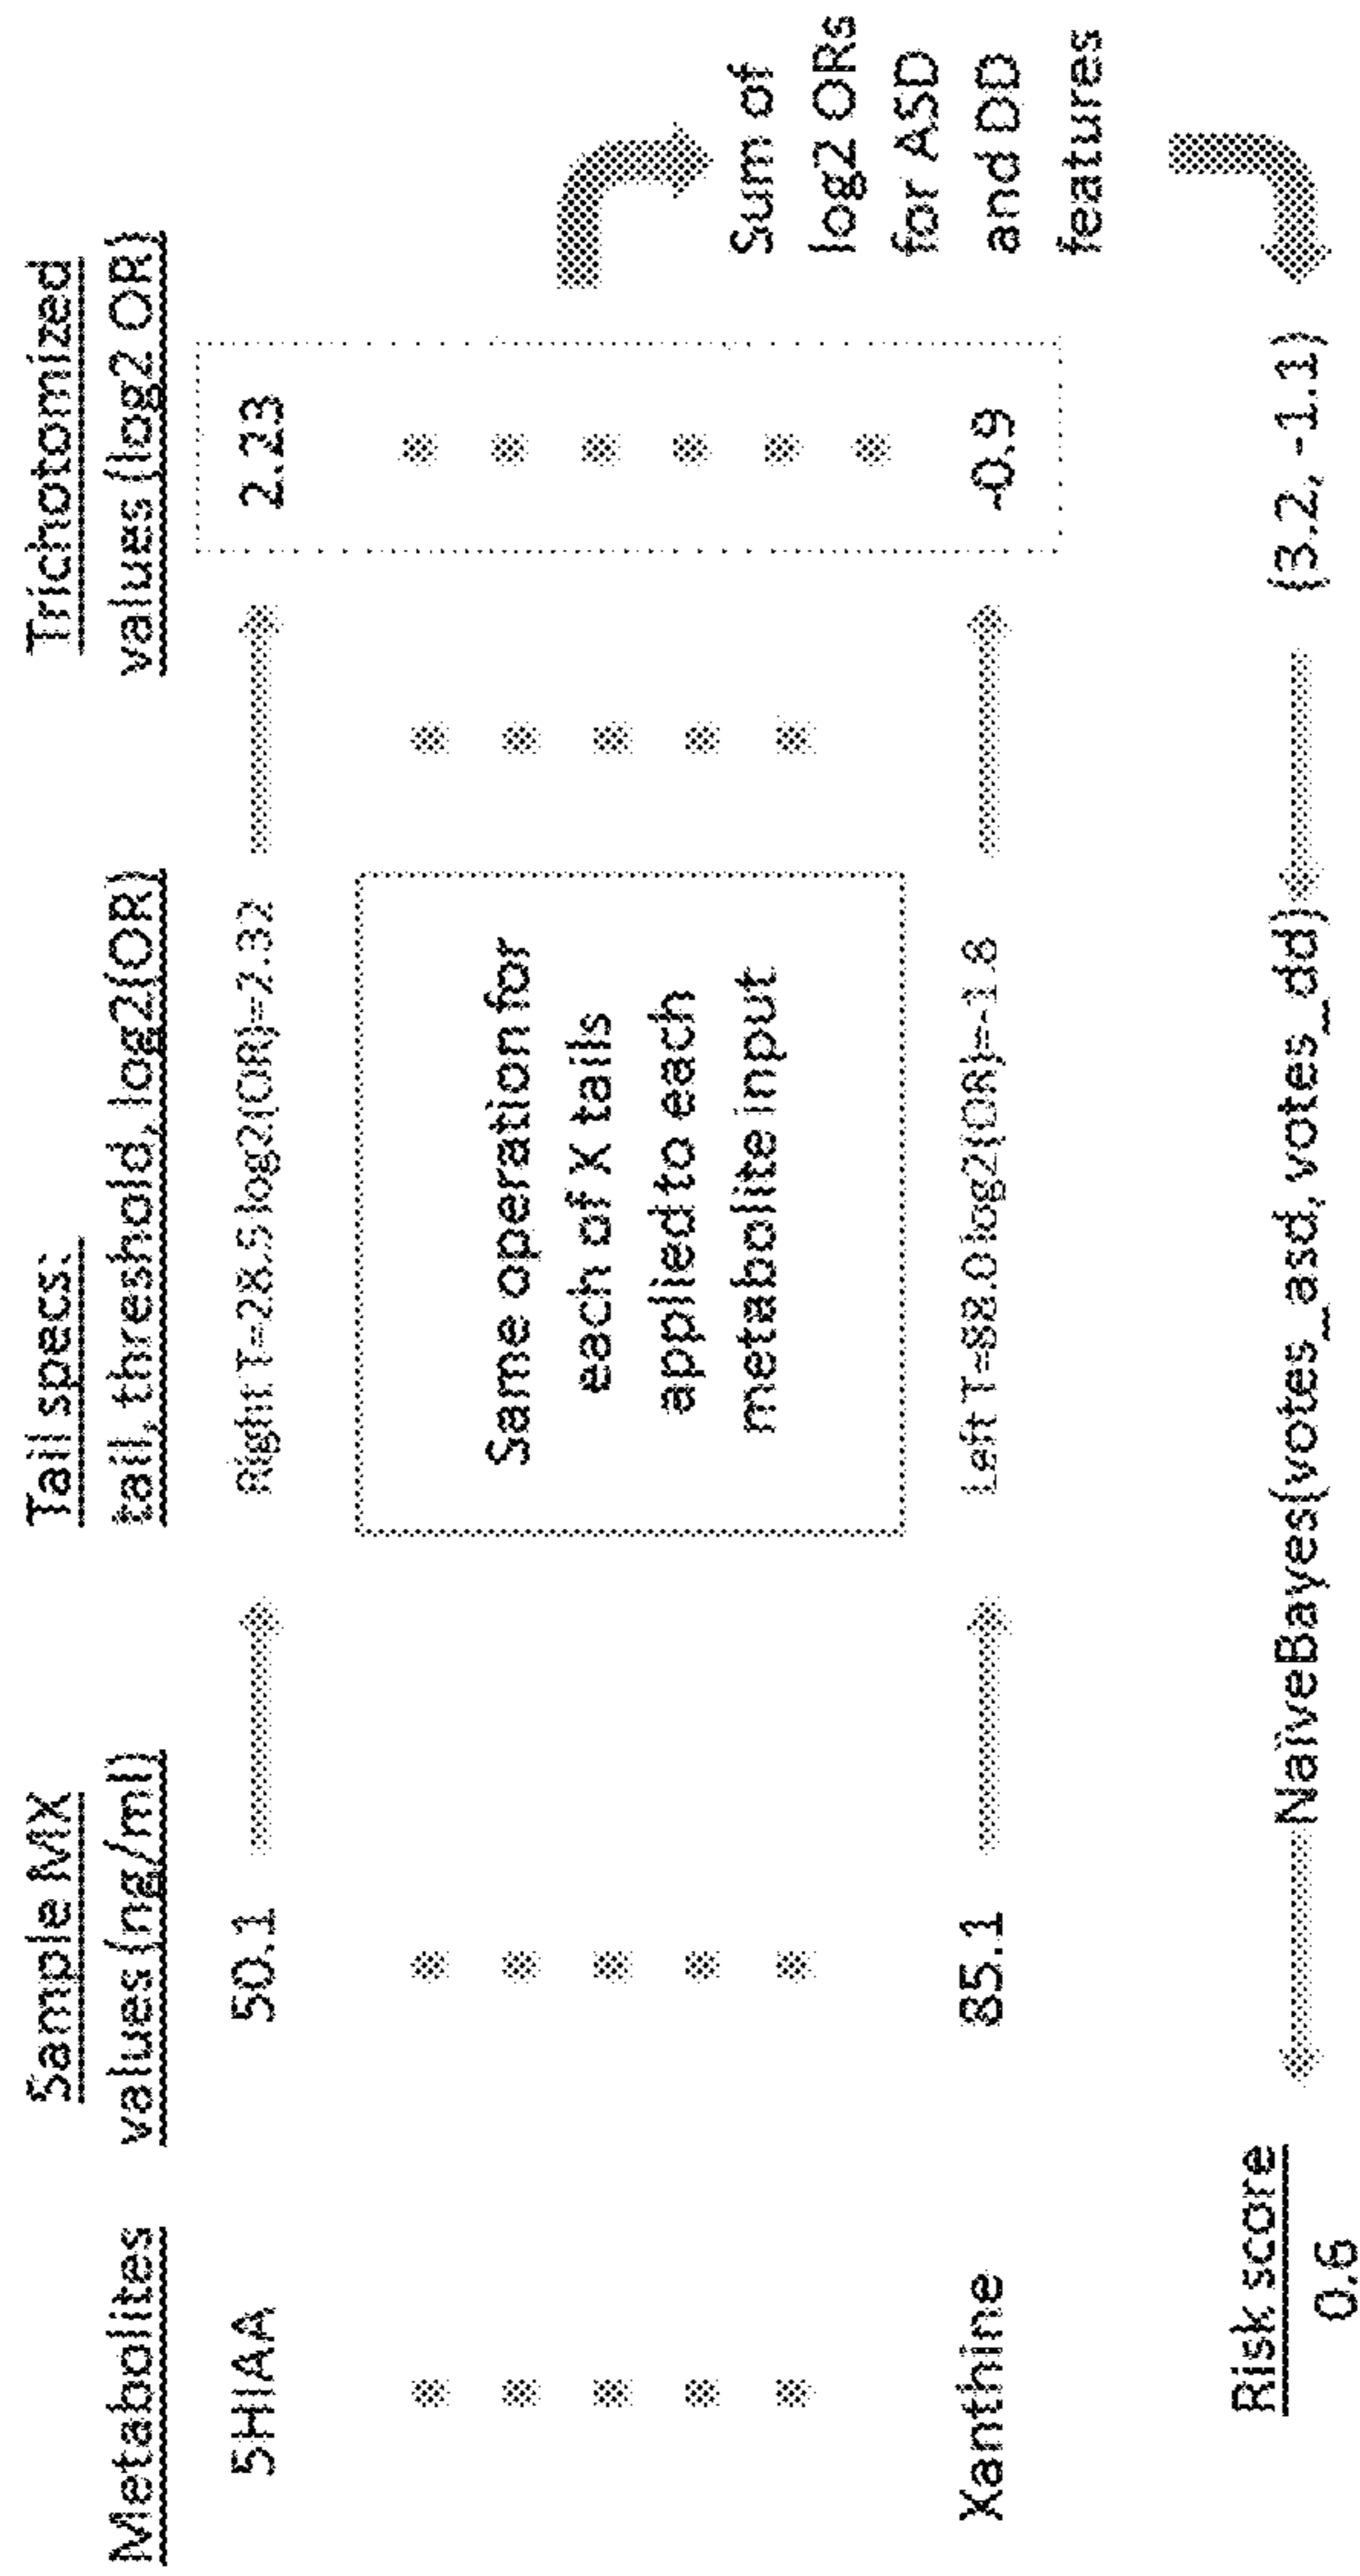 Metabolites
Sample MX
values (ng/ml)
Tail specs:
tail, threshold, log2(OR)
Trichotomized
values (log2 OR)
5HIAA
50.1
Right T=28.5 log2(OR)=2.32
2.23
Same operation for
each of X tails
applied to each
metabolite input
Xanthine
85.1
Left T=88.0 log2(OR)=-1.8
-0.9
Sum of
log2 ORs
for ASD
and DD
features
(3.2, -1.1)
NaïveBayes(votes_asd, votes_dd)
Risk score
0.6